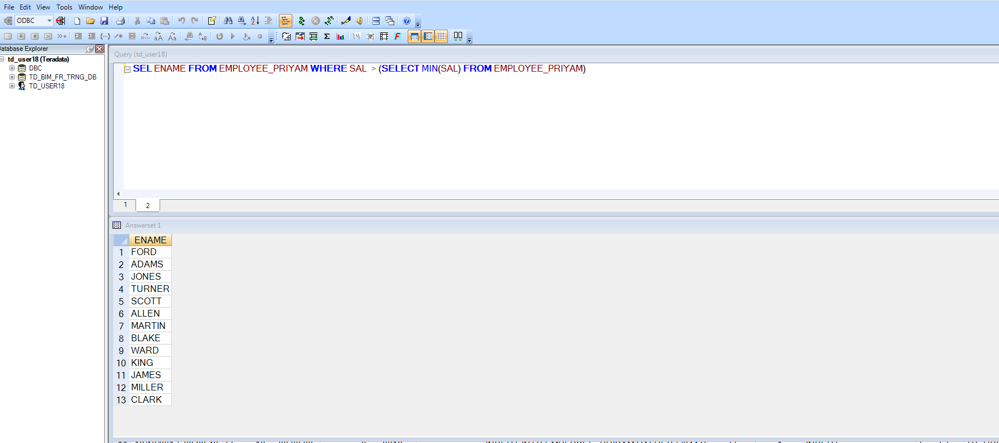 File Edit View Tools Window Help
ODBC
Database Explorer
td_user18 (Teradata)
DBC
TD_BIM_FR_TRNG_DB
TD_USER18
Query (td_user18)
SEL ENAME FROM EMPLOYEE_PRIYAM WHERE SAL > (SELECT MIN(SAL) FROM EMPLOYEE_PRIYAM)
1 2
Answerset 1
ENAME
1 FORD
2 ADAMS
3 JONES
4 TURNER
5 SCOTT
6 ALLEN
7 MARTIN
8 BLAKE
9 WARD
10 KING
11 JAMES
12 MILLER
13 CLARK